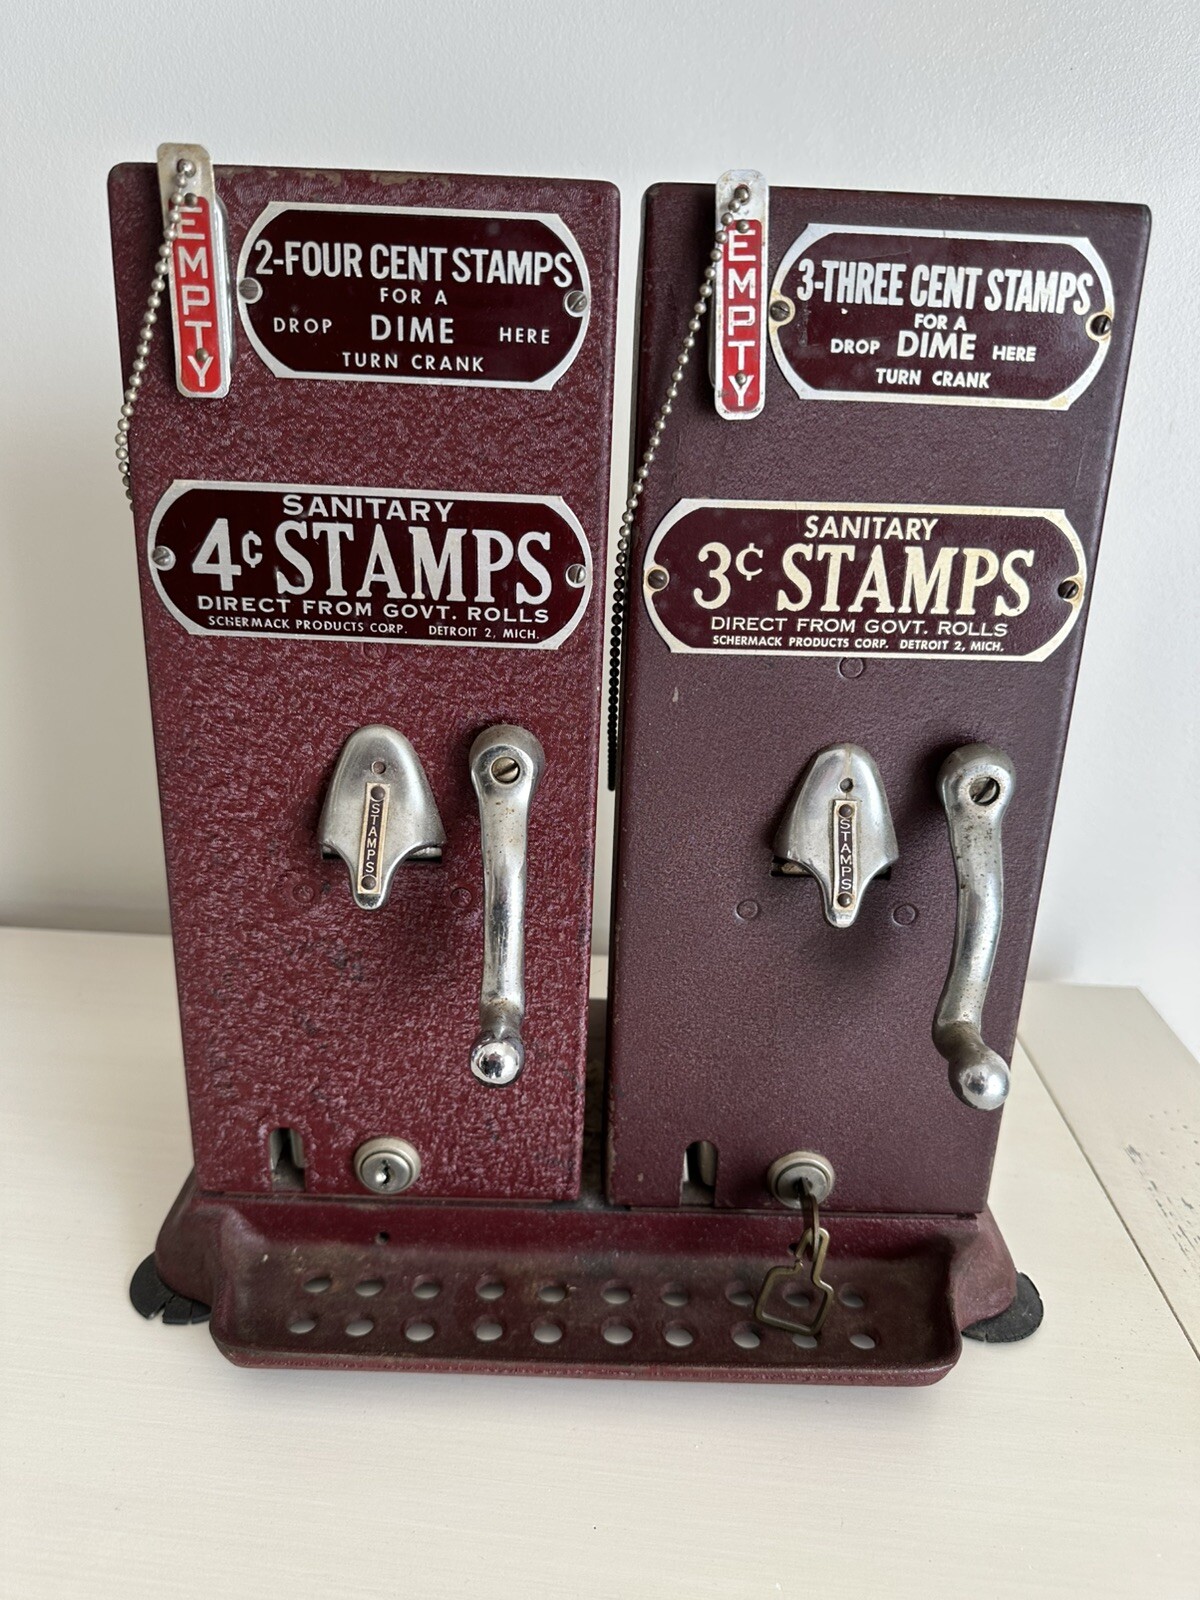 EMPTY
2-FOUR CENT STAMPS
FOR A
DROP DIME HERE
TURN CRANK
SANITARY
4¢ STAMPS
DIRECT FROM GOVT. ROLLS
SCHERMACK PRODUCTS CORP. DETROIT 2, MICH.
STAMPS
EMPTY
3-THREE CENT STAMPS
FOR A
DROP DIME HERE
TURN CRANK
SANITARY
3¢ STAMPS
DIRECT FROM GOVT. ROLLS
SCHERMACK PRODUCTS CORP. DETROIT 2, MICH.
STAMPS